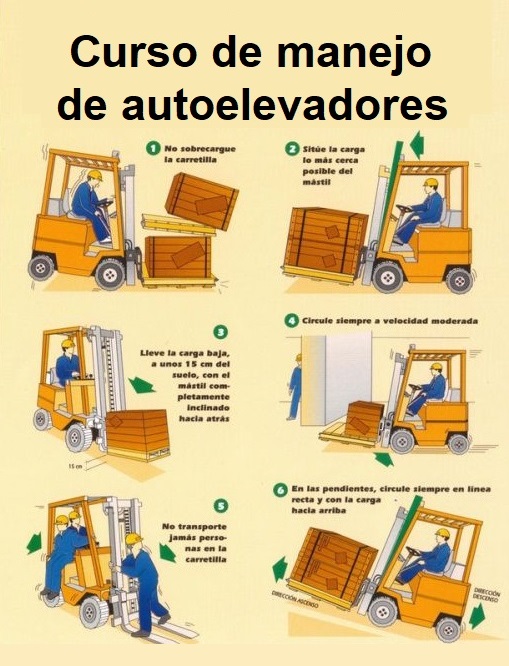 Curso de manejo
de autoelevadores
1 No sobrecargue
la carretilla
2 Sitúe la carga
lo más cerca
posible del
mástil
3
Lleve la carga baja,
a unos 15 cm del
suelo, con el
mástil com-
pletamente
inclinado
hacia atrás
15 cm
4 Circule siempre a velocidad moderada
5
No transporte
jamás perso-
nas en la
carretilla
6 En las pendientes, circule siempre en línea
recta y con la carga
hacia arriba
DIRECCIÓN ASCENSO
DIRECCIÓN
DESCENSO